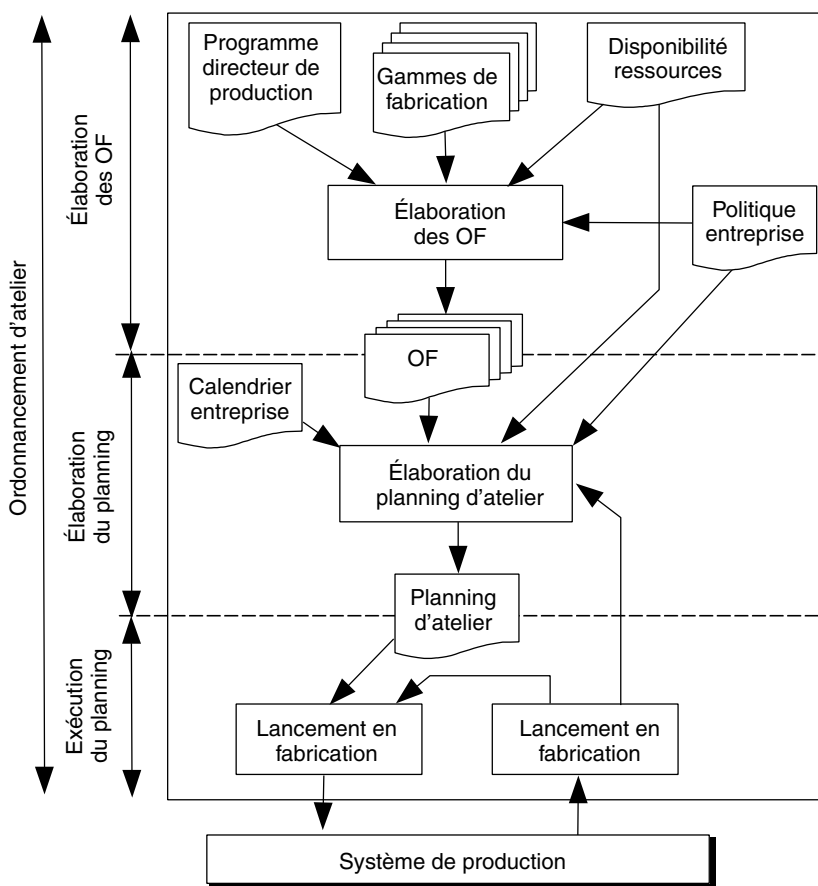 Programme
directeur de
production
Gammes de
fabrication
Disponibilité
ressources
Élaboration
des OF
Élaboration
des OF
Politique
entreprise
Ordonnancement d'atelier
OF
Calendrier
entreprise
Élaboration
du planning
Élaboration du
planning d'atelier
Planning
d'atelier
Exécution
du planning
Lancement en
fabrication
Lancement en
fabrication
Système de production